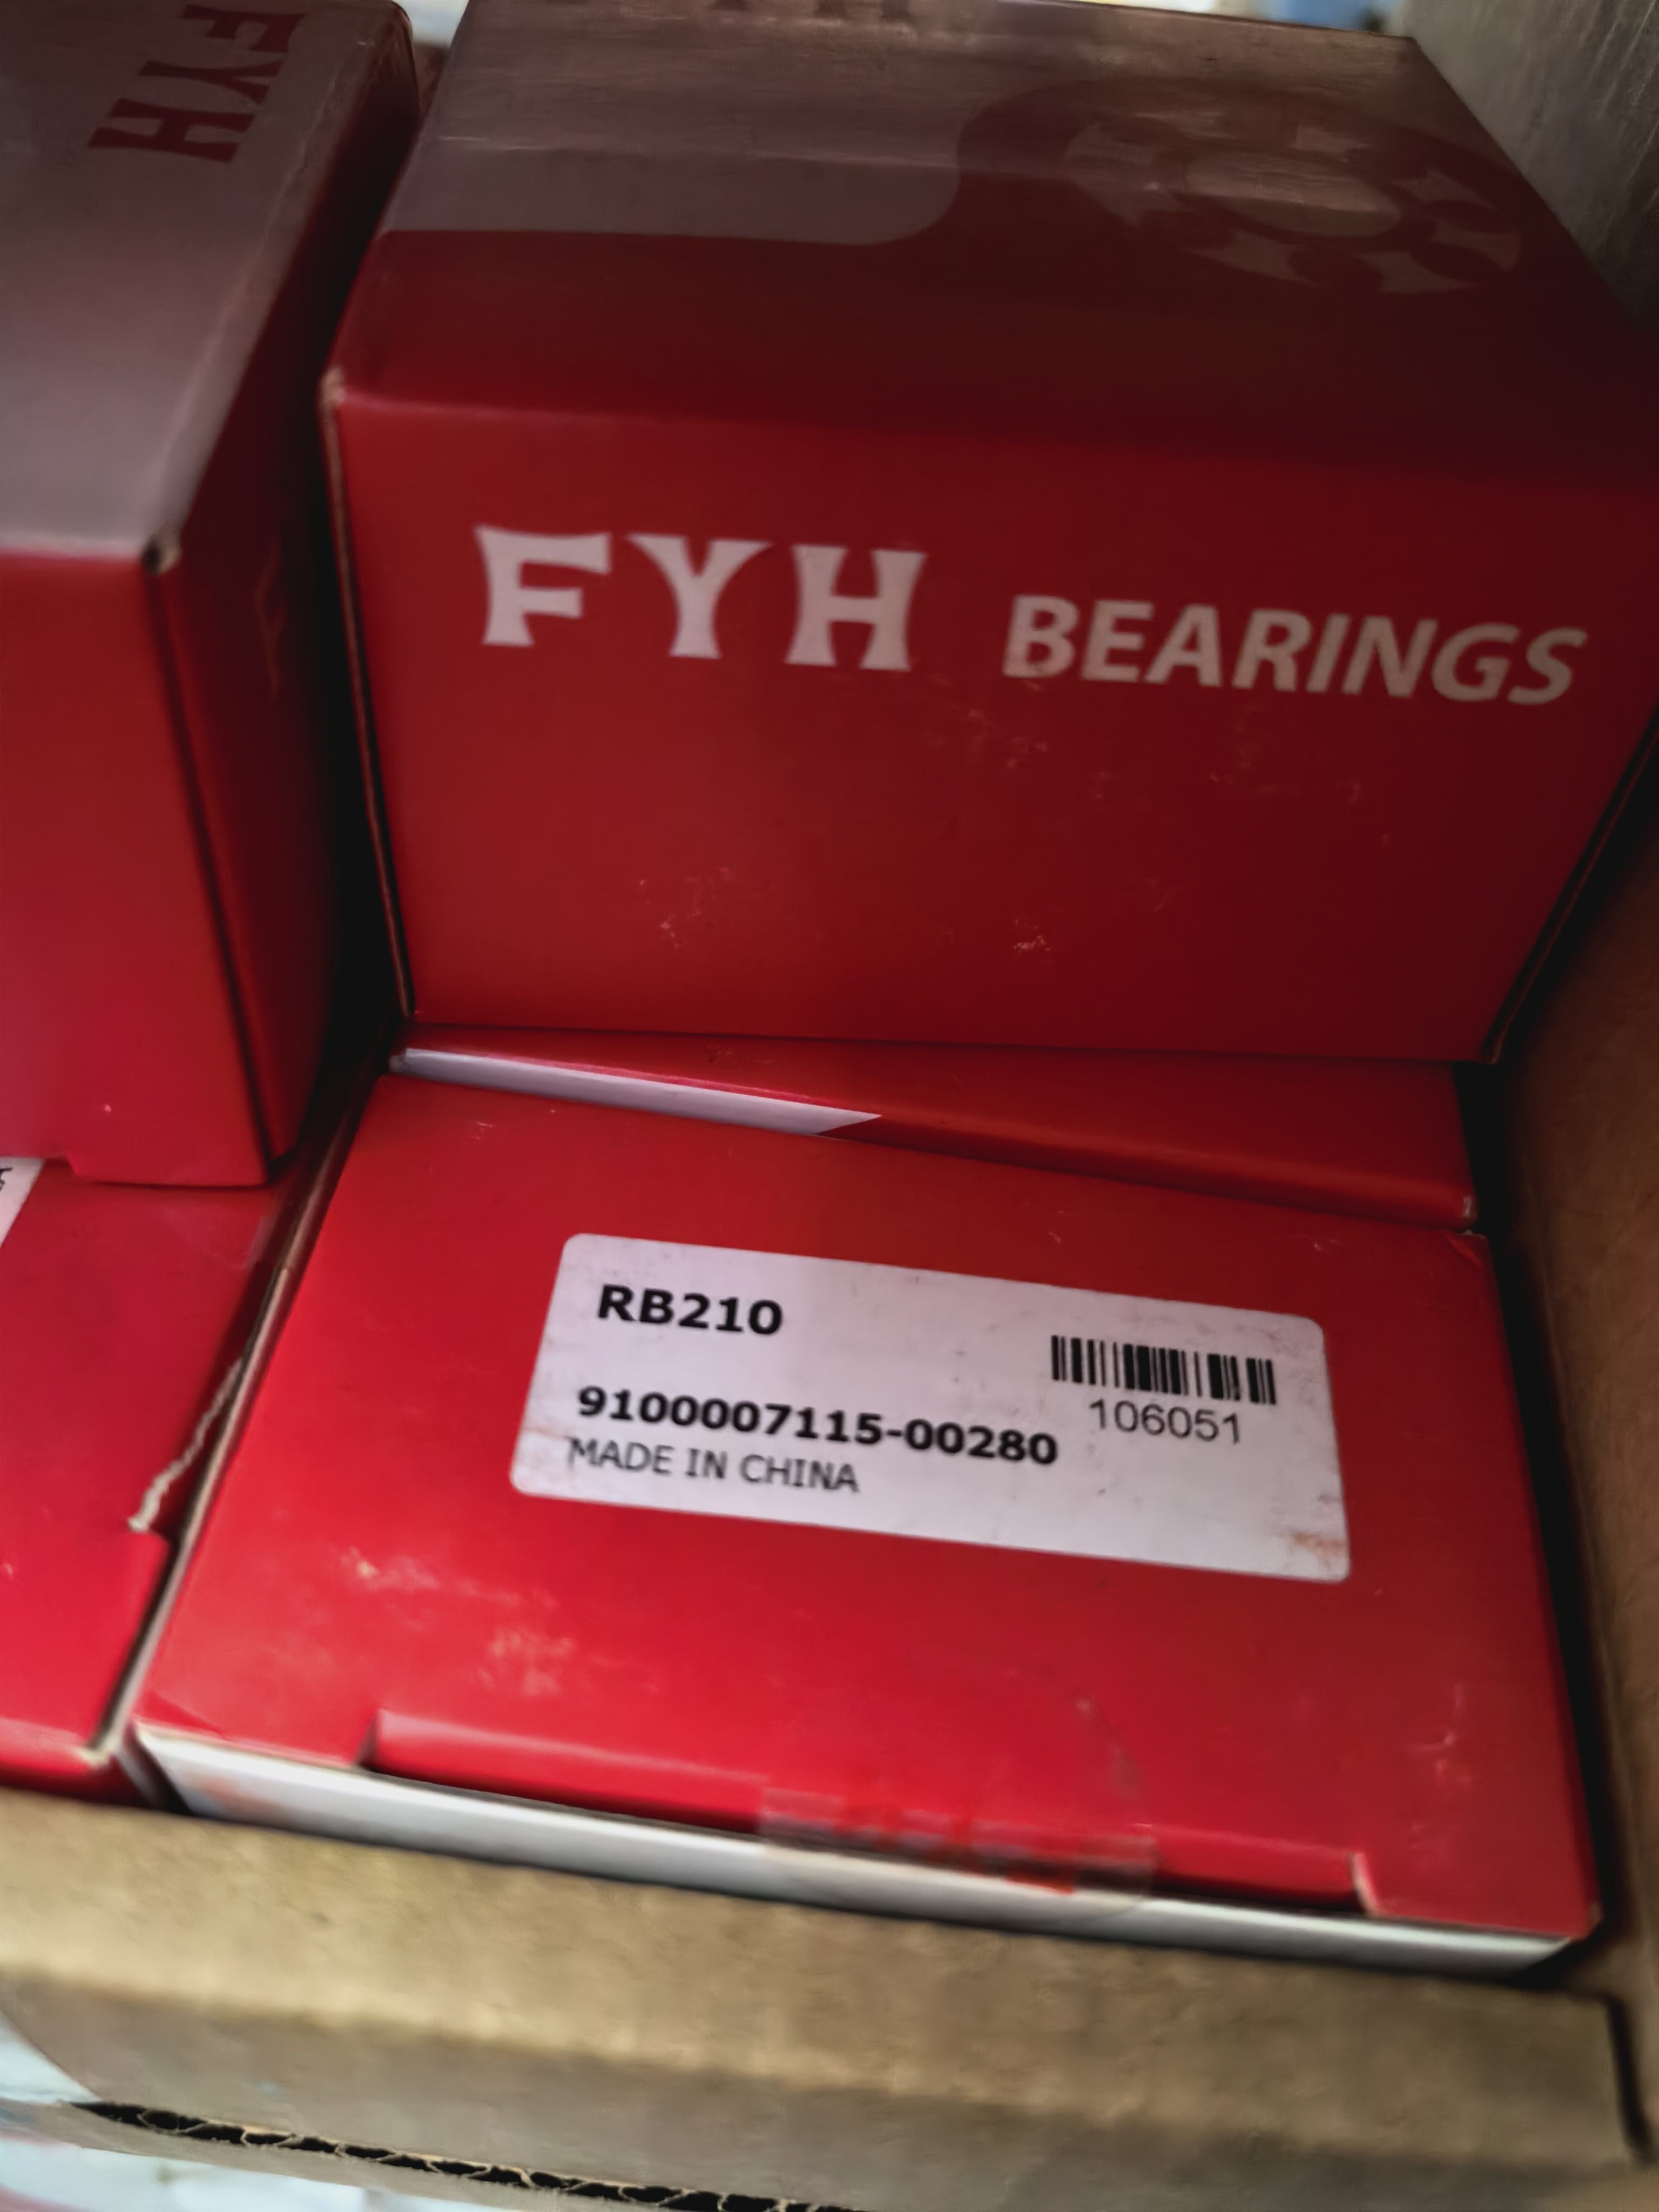 FYH
FYH BEARINGS
RB210
106051
9100007115-00280
MADE IN CHINA